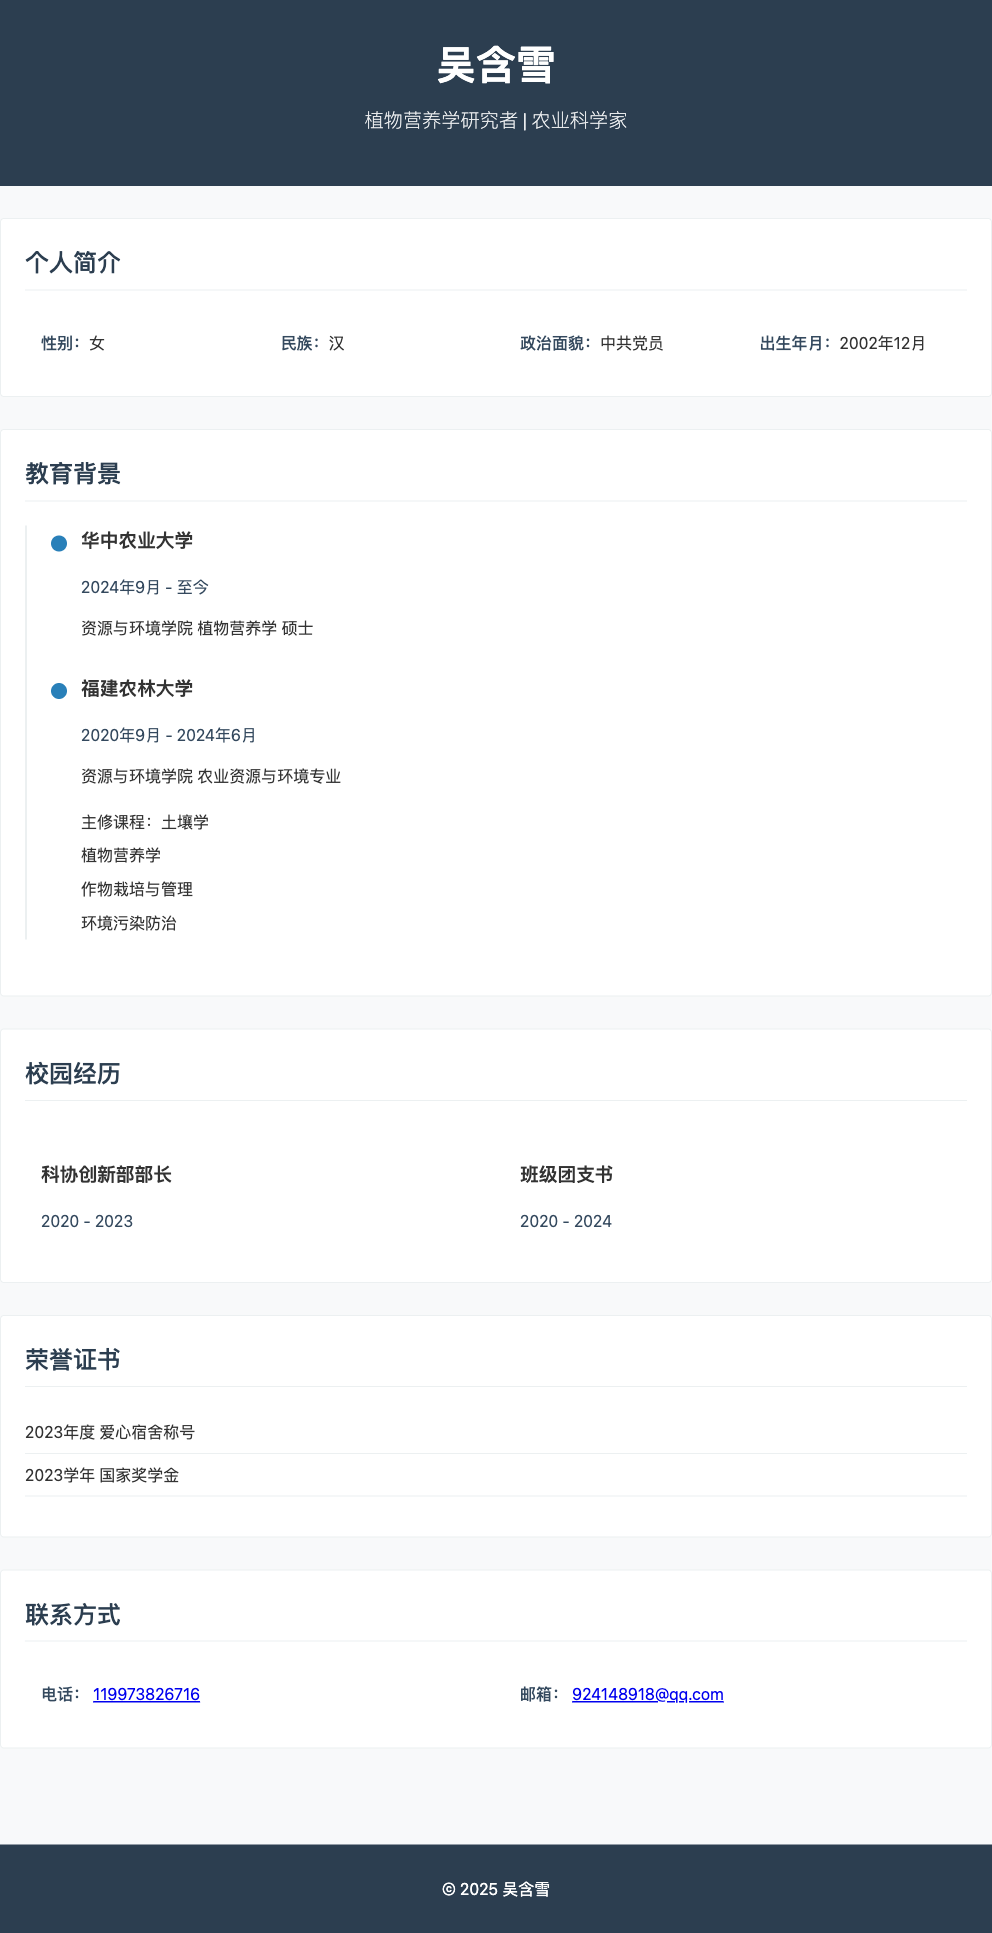 吴含雪
植物营养学研究者 | 农业科学家
个人简介
性别：女 民族：汉 政治面貌：中共党员 出生年月：2002年12月
教育背景
华中农业大学
2024年9月 - 至今
资源与环境学院 植物营养学 硕士
福建农林大学
2020年9月 - 2024年6月
资源与环境学院 农业资源与环境专业
主修课程：土壤学
植物营养学
作物栽培与管理
环境污染防治
校园经历
科协创新部部长
2020 - 2023
班级团支书
2020 - 2024
荣誉证书
2023年度 爱心宿舍称号
2023学年 国家奖学金
联系方式
电话： 119973826716 邮箱： 924148918@qq.com
© 2025 吴含雪